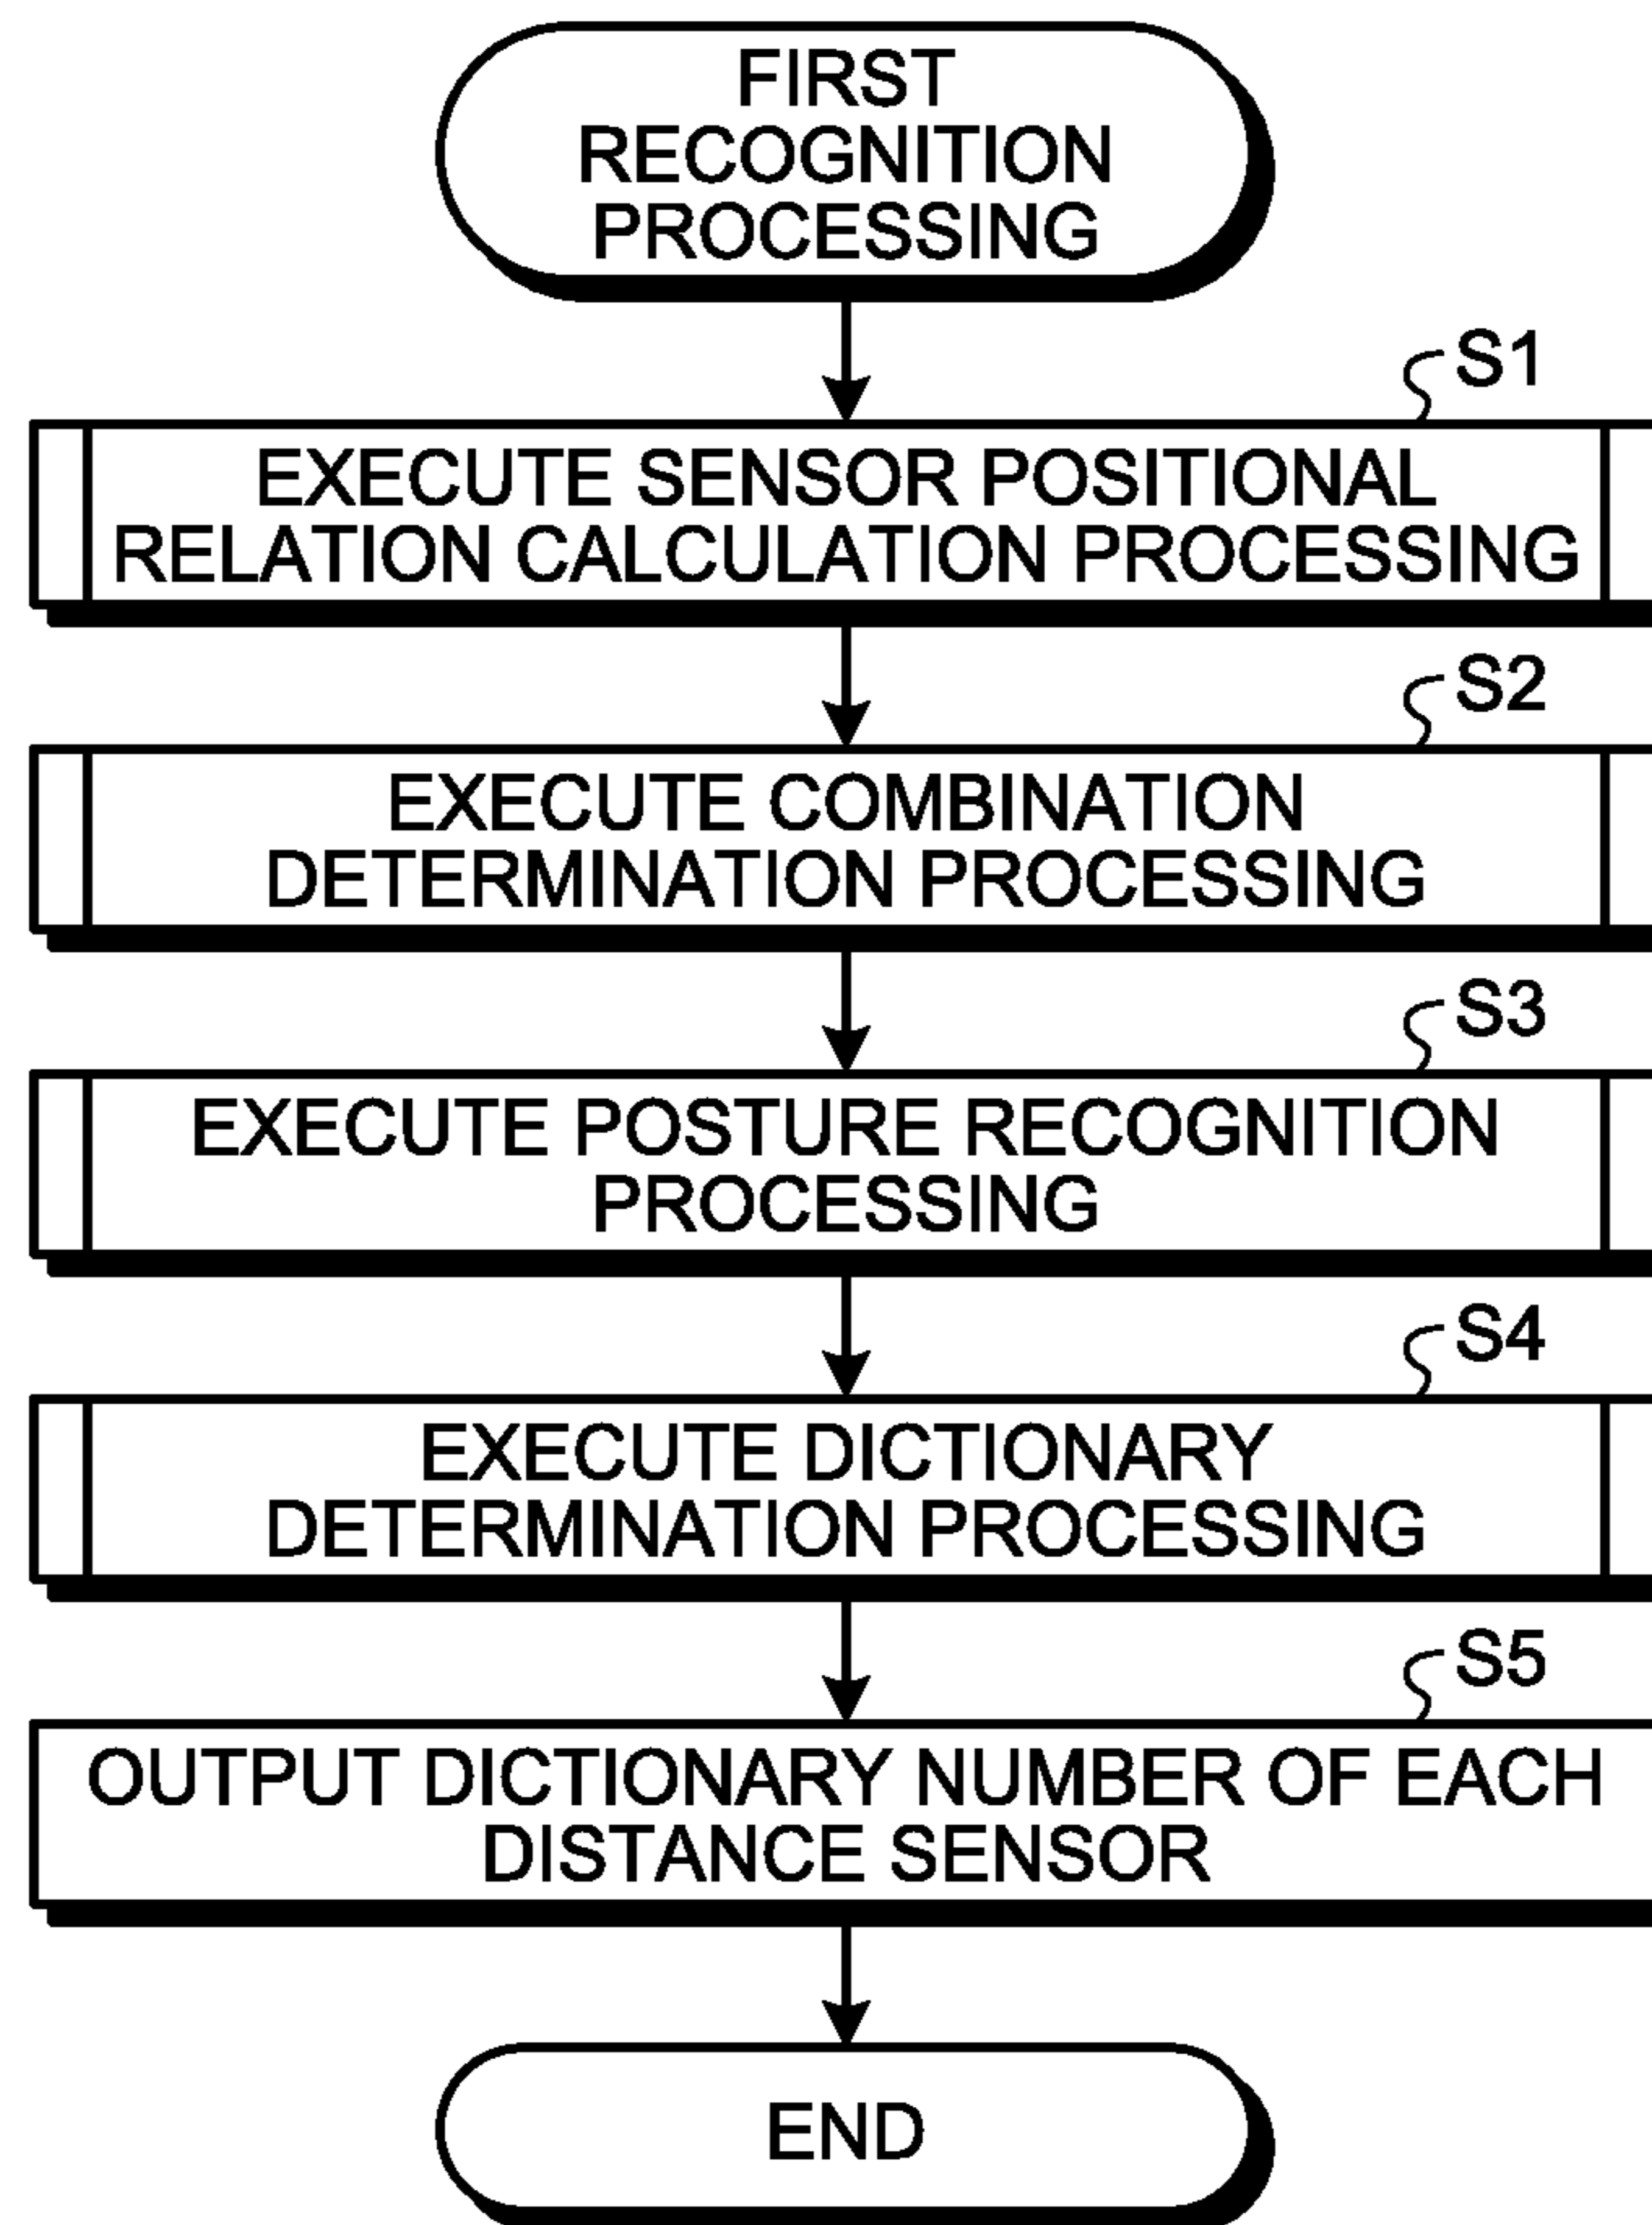 FIRST
RECOGNITION
PROCESSING
S1
EXECUTE SENSOR POSITIONAL
RELATION CALCULATION PROCESSING
S2
EXECUTE COMBINATION
DETERMINATION PROCESSING
S3
EXECUTE POSTURE RECOGNITION
PROCESSING
S4
EXECUTE DICTIONARY
DETERMINATION PROCESSING
S5
OUTPUT DICTIONARY NUMBER OF EACH
DISTANCE SENSOR
END